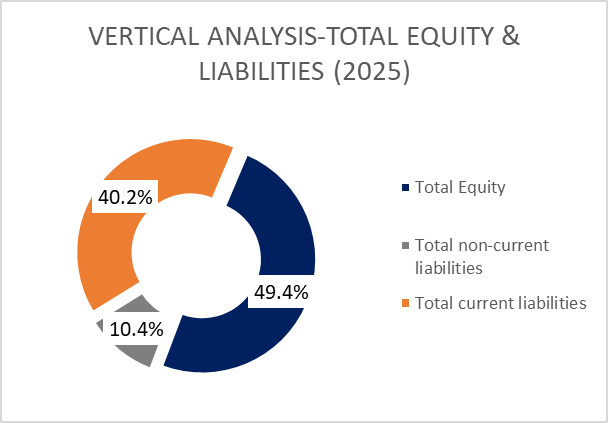 VERTICAL ANALYSIS-TOTAL EQUITY &
LIABILITIES (2025)
40.2%
49.4%
10.4%
Total Equity
Total non-current
liabilities
Total current liabilities